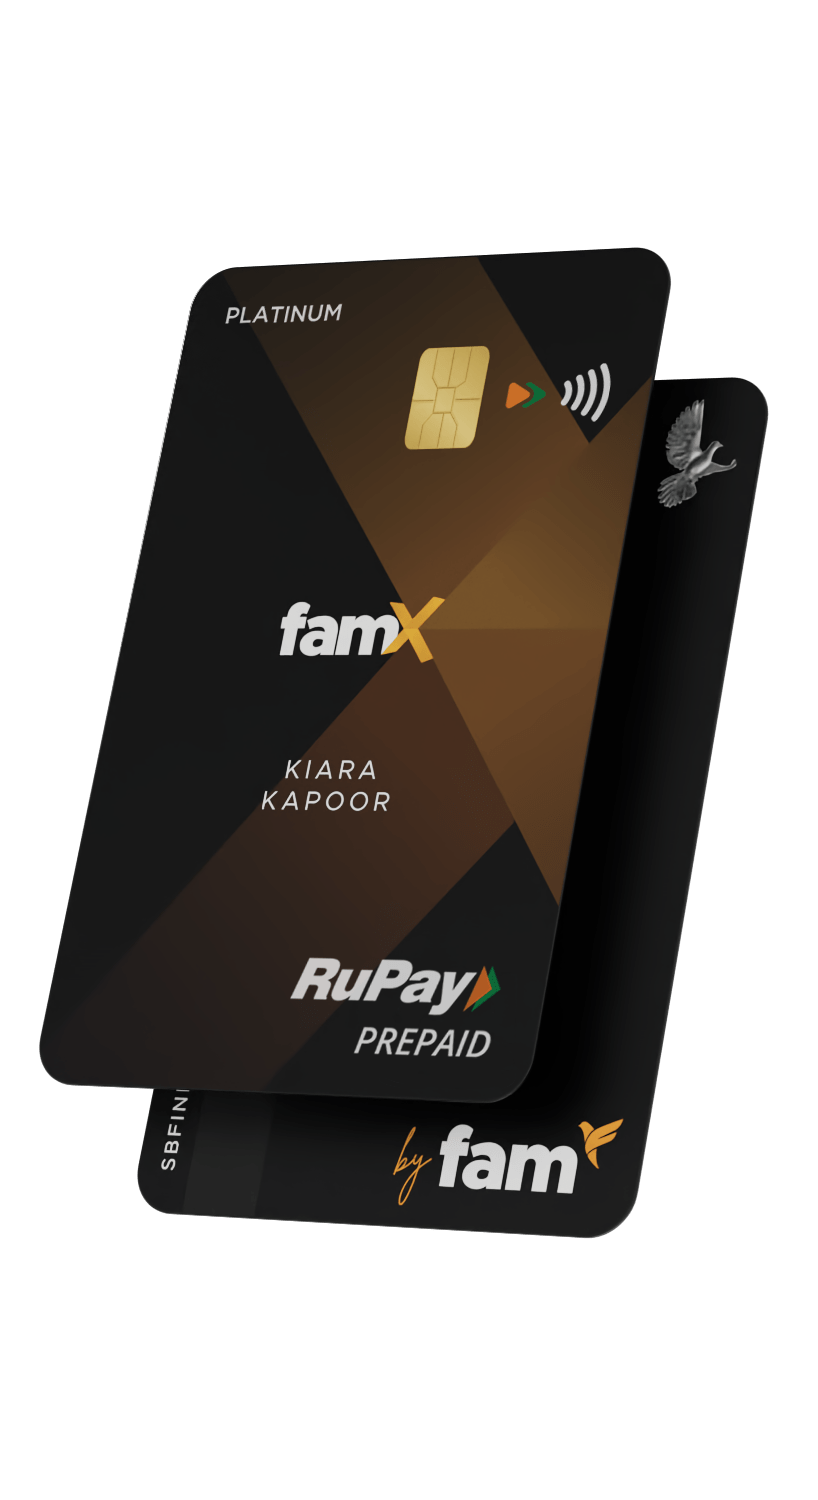 PLATINUM
famX
KIARA
KAPOOR
RuPay
PREPAID
SBFIN
by fam